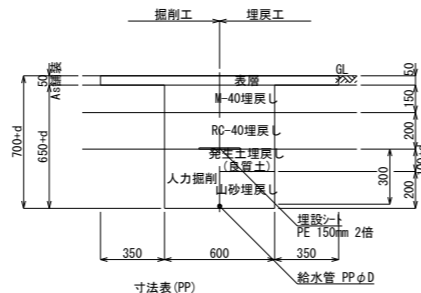 掘削工 埋戻工
GL
表層
As舗装
50
50
M-40埋戻し
150
700+d
650+d
RC-40埋戻し
200
発生土埋戻し
(良質土)
人力掘削
300
山砂埋戻し
200
埋設シート
PE 150mm 2倍
350 600 350
給水管 PPφD
寸法表(PP)